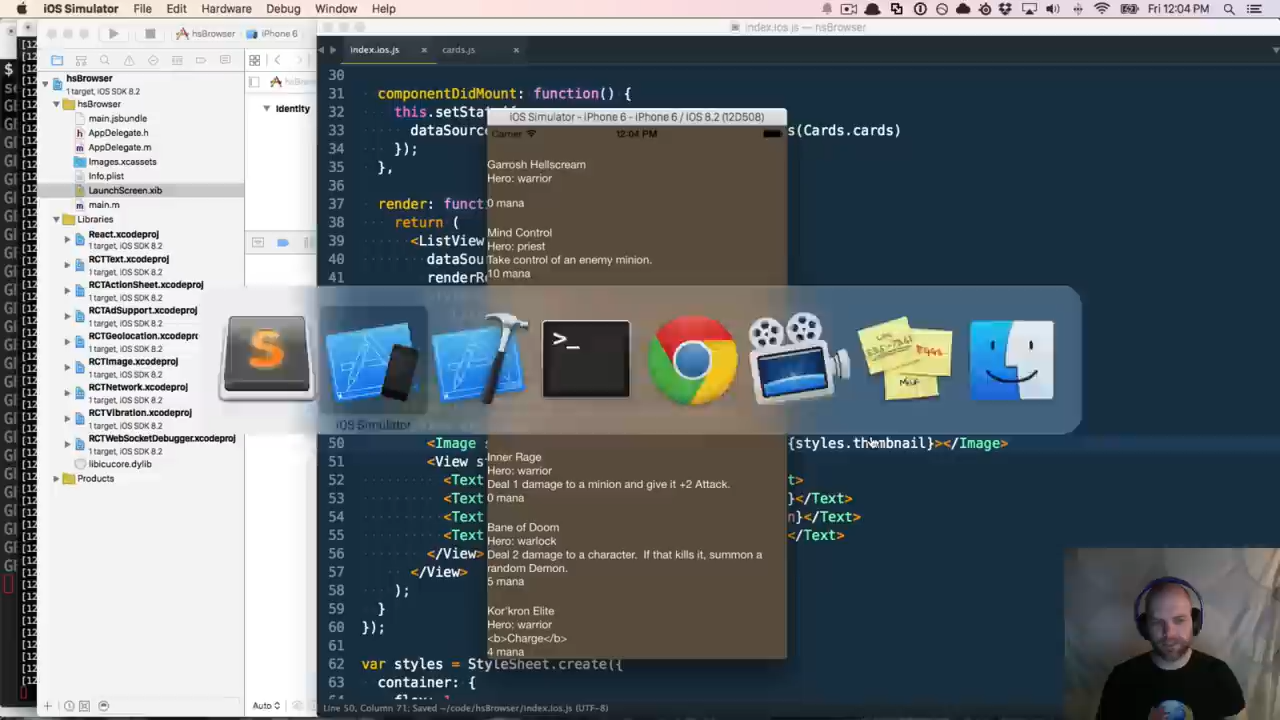 iOS Simulator File Edit Hardware Debug Window Help
Fri 12:04 PM
hsBrowser iPhone 6
index.ios.js — hsBrowser
index.ios.js × cards.js ×
hsBrowser
1 target, iOS SDK 8.2
hsBrowser
main.jsbundle
AppDelegate.h
AppDelegate.m
Images.xcassets
Info.plist
LaunchScreen.xib
main.m
Libraries
React.xcodeproj
1 target, iOS SDK 8.2
RCTText.xcodeproj
1 target, iOS SDK 8.2
RCTActionSheet.xcodeproj
1 target, iOS SDK 8.2
RCTAdSupport.xcodeproj
1 target, iOS SDK 8.2
RCTGeolocation.xcodeproj
1 target, iOS SDK 8.2
RCTImage.xcodeproj
1 target, iOS SDK 8.2
RCTNetwork.xcodeproj
1 target, iOS SDK 8.2
RCTVibration.xcodeproj
1 target, iOS SDK 8.2
RCTWebSocketDebugger.xcodeproj
1 target, iOS SDK 8.2
libicucore.dylib
Products
Identity
Auto
30
31 componentDidMount: function() {
32 this.setStat
33 dataSourc s(Cards.cards)
34 });
35 },
36
37 render: funct
38 return (
39 <ListView
40 dataSou
41 renderR
50 <Image s {styles.thumbnail}></Image>
51 <View s
52 <Text >
53 <Text }</Text>
54 <Text n}</Text>
55 <Text </Text>
56 </View>
57 </View>
58 );
59 }
60 });
61
62 var styles = StyleSheet.create({
63 container: {
Line 50, Column 71; Saved ~/code/hsBrowser/index.ios.js (UTF-8)
iOS Simulator - iPhone 6 - iPhone 6 / iOS 8.2 (12D508)
Carrier 12:04 PM
Garrosh Hellscream
Hero: warrior
0 mana
Mind Control
Hero: priest
Take control of an enemy minion.
10 mana
iOS Simulator
Inner Rage
Hero: warrior
Deal 1 damage to a minion and give it +2 Attack.
0 mana
Bane of Doom
Hero: warlock
Deal 2 damage to a character. If that kills it, summon a
random Demon.
5 mana
Kor'kron Elite
Hero: warrior
<b>Charge</b>
4 mana